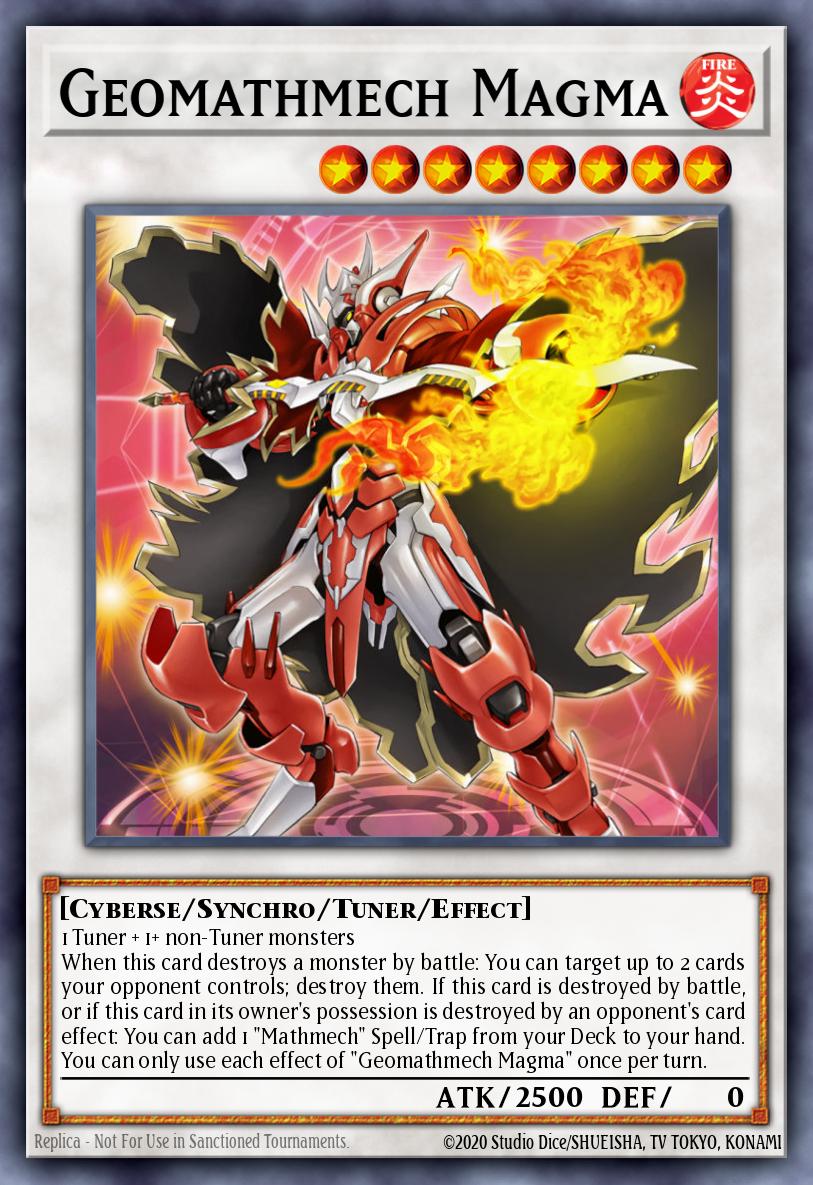 Geomathmech Magma
FIRE
炎
[Cyberse/Synchro/Tuner/Effect]
1 Tuner + 1+ non-Tuner monsters
When this card destroys a monster by battle: You can target up to 2 cards
your opponent controls; destroy them. If this card is destroyed by battle,
or if this card in its owner's possession is destroyed by an opponent's card
effect: You can add 1 "Mathmech" Spell/Trap from your Deck to your hand.
You can only use each effect of "Geomathmech Magma" once per turn.
ATK/2500 DEF/ 0
Replica - Not For Use in Sanctioned Tournaments.
©2020 Studio Dice/SHUEISHA, TV TOKYO, KONAMI